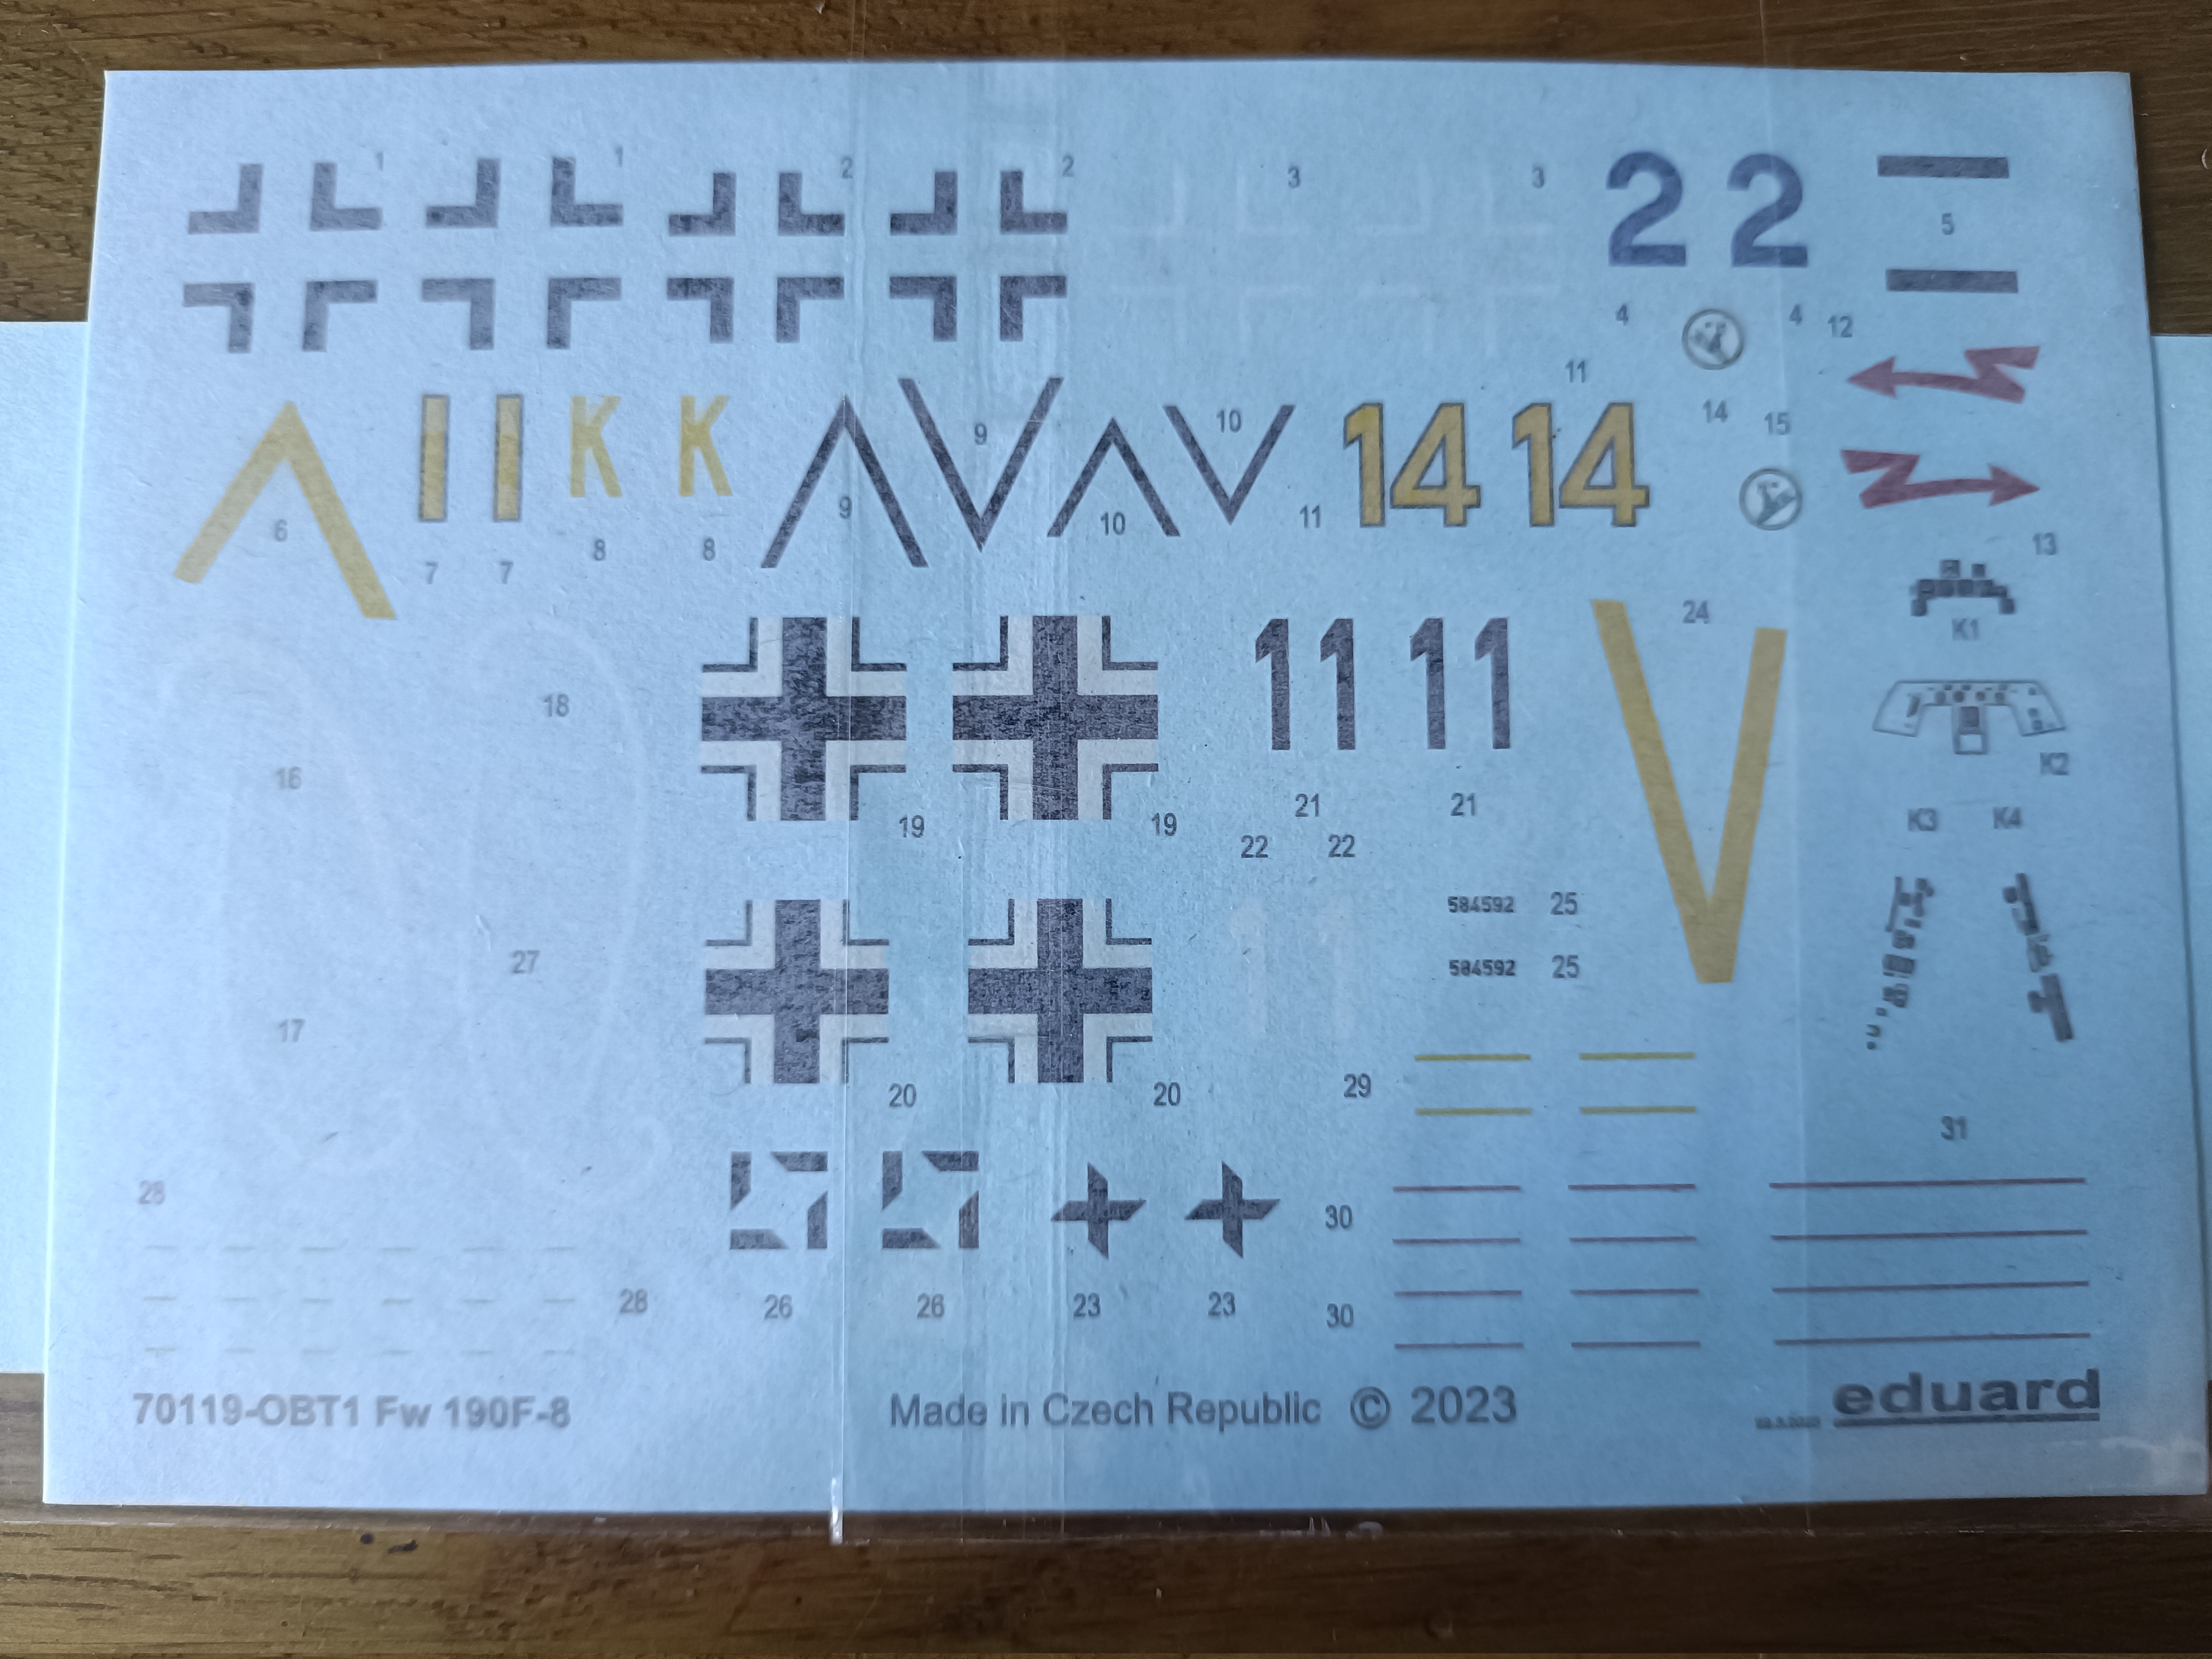 1 1 2 2 3 3 2 2
5
4 4 12
11
K K 14 14 14 15
9 10
6 9 10 11
7 7 8 8 13
24
K1
18 11 11
16 K2
19 19 21 21 K3 K4
22 22
584592 25
27 11 584592 25
17
20 20 29
31
28
30
28 26 26 23 23 30
70119-OBT1 Fw 190F-8 Made in Czech Republic © 2023 eduard